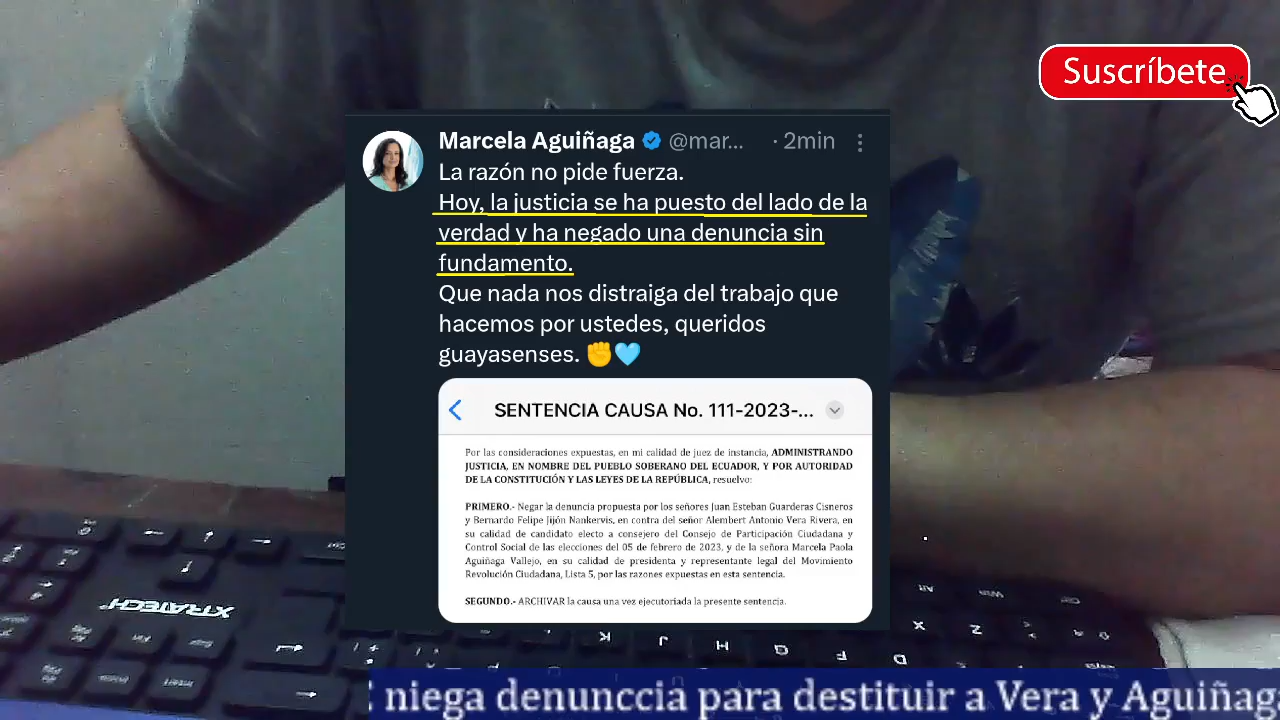 Suscríbete
Marcela Aguiñaga @mar... · 2min
La razón no pide fuerza.
Hoy, la justicia se ha puesto del lado de la
verdad y ha negado una denuncia sin
fundamento.
Que nada nos distraiga del trabajo que
hacemos por ustedes, queridos
guayasenses. ✊🩵
SENTENCIA CAUSA No. 111-2023-...
Por las consideraciones expuestas, en mi calidad de juez de instancia, ADMINISTRANDO
JUSTICIA, EN NOMBRE DEL PUEBLO SOBERANO DEL ECUADOR, Y POR AUTORIDAD
DE LA CONSTITUCIÓN Y LAS LEYES DE LA REPÚBLICA, resuelvo:
PRIMERO.- Negar la denuncia propuesta por los señores Juan Esteban Guarderas Cisneros
y Bernardo Felipe Jijón Nankervis, en contra del señor Alembert Antonio Vera Rivera, en
su calidad de candidato electo a consejero del Consejo de Participación Ciudadana y
Control Social de las elecciones del 05 de febrero de 2023, y de la señora Marcela Paola
Aguiñaga Vallejo, en su calidad de presidenta y representante legal del Movimiento
Revolución Ciudadana, Lista 5, por las razones expuestas en esta sentencia.
SEGUNDO.- ARCHIVAR la causa una vez ejecutoriada la presente sentencia.
XTRATECH
niega denunccia para destituir a Vera y Aguiñag